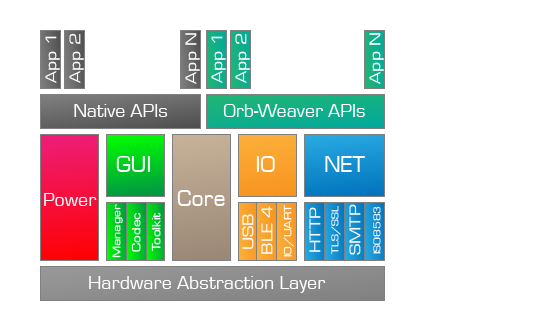 App 1
App 2
App N
App 1
App 2
App N
Native APIs
Orb-Weaver APIs
Power
GUI
Core
IO
NET
Manager
Codec
Toolkit
USB
BLE 4
IO/UART
HTTP
TLS/SSL
SMTP
ISO8583
Hardware Abstraction Layer